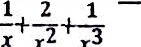 1/x + 2/x² + 1/x³ —